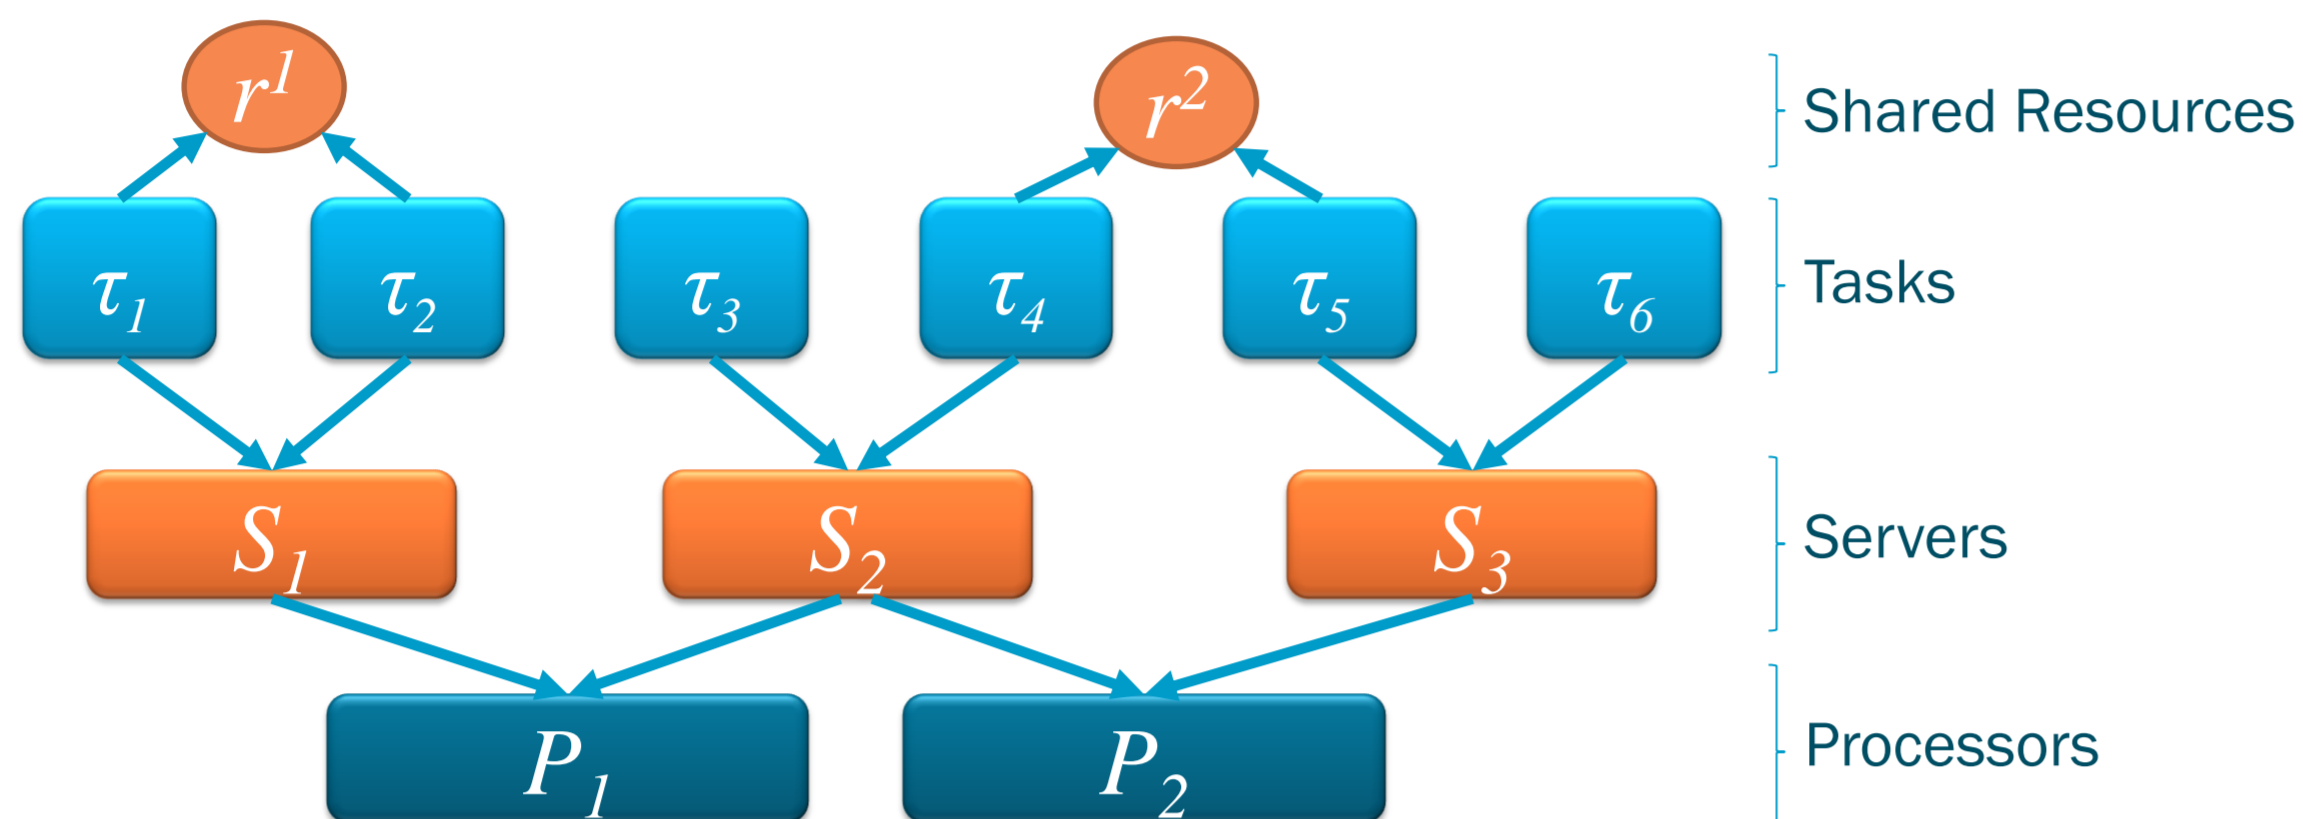 r¹ r² Shared Resources
τ₁ τ₂ τ₃ τ₄ τ₅ τ₆ Tasks
S₁ S₂ S₃ Servers
P₁ P₂ Processors